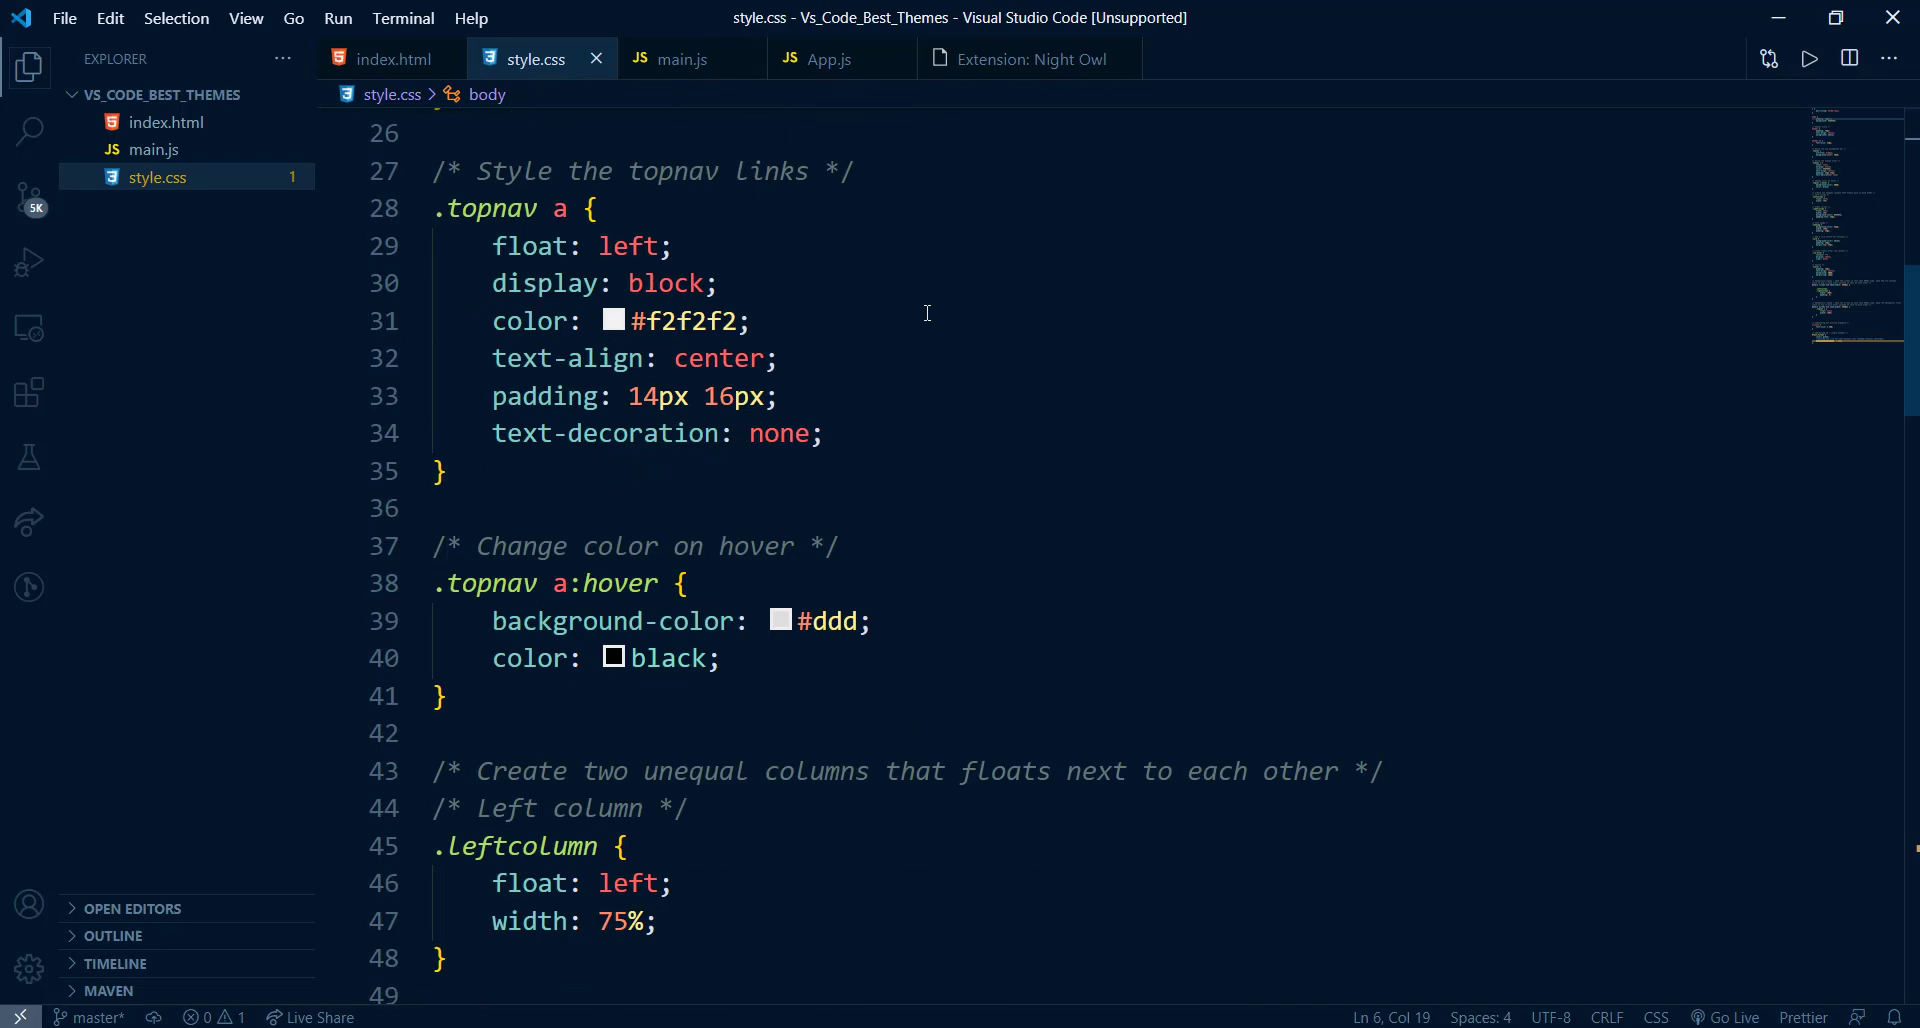 File Edit Selection View Go Run Terminal Help
style.css - Vs_Code_Best_Themes - Visual Studio Code [Unsupported]
EXPLORER
index.html
style.css
JS main.js
JS App.js
Extension: Night Owl
VS_CODE_BEST_THEMES
style.css > body
index.html
JS main.js
style.css 1
5K
26
27 /* Style the topnav links */
28 .topnav a {
29 float: left;
30 display: block;
31 color: #f2f2f2;
32 text-align: center;
33 padding: 14px 16px;
34 text-decoration: none;
35 }
36
37 /* Change color on hover */
38 .topnav a:hover {
39 background-color: #ddd;
40 color: black;
41 }
42
43 /* Create two unequal columns that floats next to each other */
44 /* Left column */
45 .leftcolumn {
46 float: left;
47 width: 75%;
48 }
49
OPEN EDITORS
OUTLINE
TIMELINE
MAVEN
master* 0 1 Live Share
Ln 6, Col 19 Spaces: 4 UTF-8 CRLF CSS Go Live Prettier